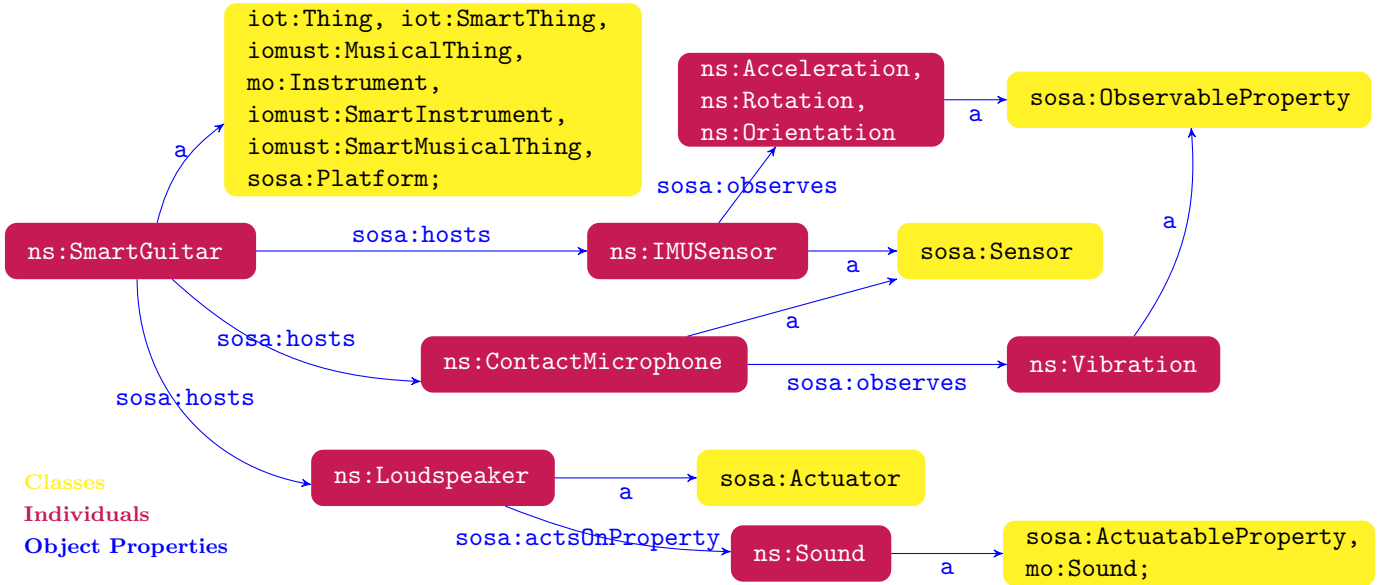 iot:Thing, iot:SmartThing,
iomust:MusicalThing,
mo:Instrument,
iomust:SmartInstrument,
iomust:SmartMusicalThing,
sosa:Platform;
ns:Acceleration,
ns:Rotation,
ns:Orientation
a
sosa:ObservableProperty
a
sosa:observes
a
ns:SmartGuitar
sosa:hosts
ns:IMUSensor
a
sosa:Sensor
sosa:hosts
ns:ContactMicrophone
a
sosa:observes
ns:Vibration
sosa:hosts
ns:Loudspeaker
a
sosa:Actuator
sosa:actsOnProperty
ns:Sound
a
sosa:ActuatableProperty,
mo:Sound;
Classes
Individuals
Object Properties